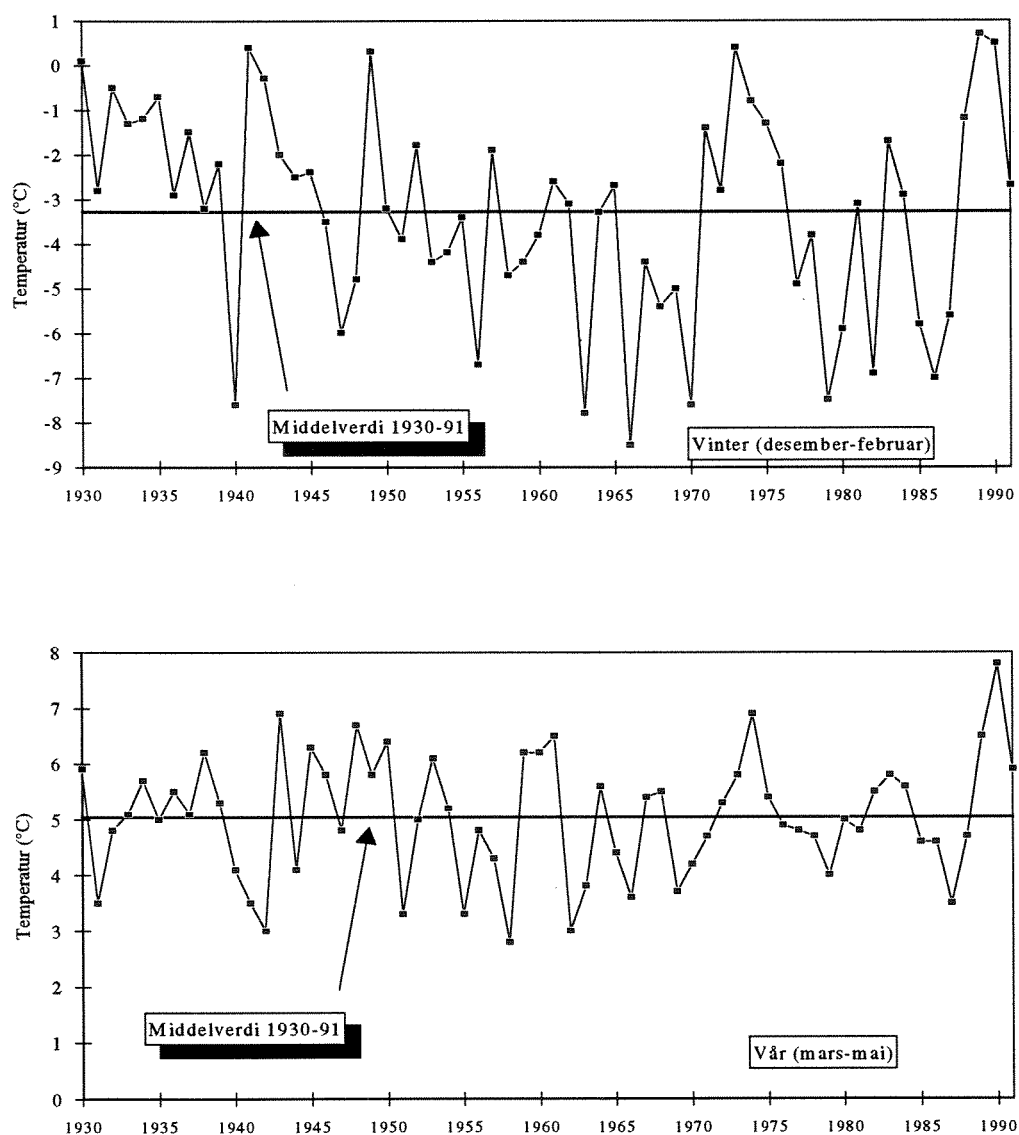 1
0
-1
-2
-3
-4
-5
-6
-7
-8
-9
Temperatur (°C)
Middelverdi 1930-91
Vinter (desember-februar)
1930 1935 1940 1945 1950 1955 1960 1965 1970 1975 1980 1985 1990
8
7
6
5
4
3
2
1
0
Temperatur (°C)
Middelverdi 1930-91
Vår (mars-mai)
1930 1935 1940 1945 1950 1955 1960 1965 1970 1975 1980 1985 1990